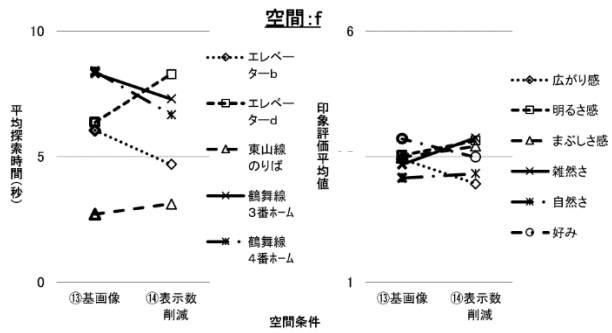 空間:f
10
5
0
平均探索時間(秒)
⑬基画像
⑭表示数
削減
エレベー
ターb
エレベー
ターd
東山線
のりば
鶴舞線
3番ホーム
鶴舞線
4番ホーム
6
1
印象評価平均値
⑬基画像
⑭表示数
削減
広がり感
明るさ感
まぶしさ感
雑然さ
自然さ
好み
空間条件